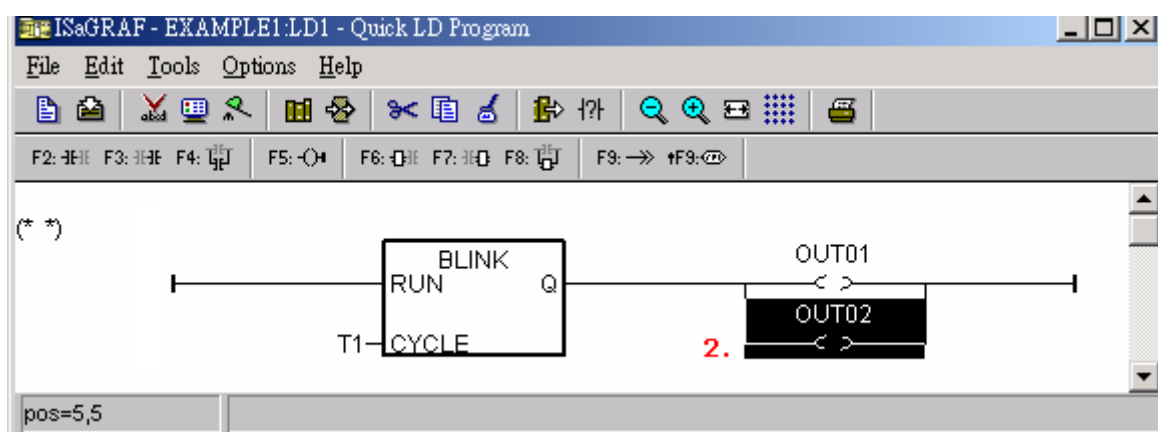 ISaGRAF - EXAMPLE1:LD1 - Quick LD Program
File Edit Tools Options Help
F2: F3: F4: F5: F6: F7: F8: F9: F9:
(* *)
BLINK
OUT01
RUN Q
OUT02
T1 CYCLE
2.
pos=5,5